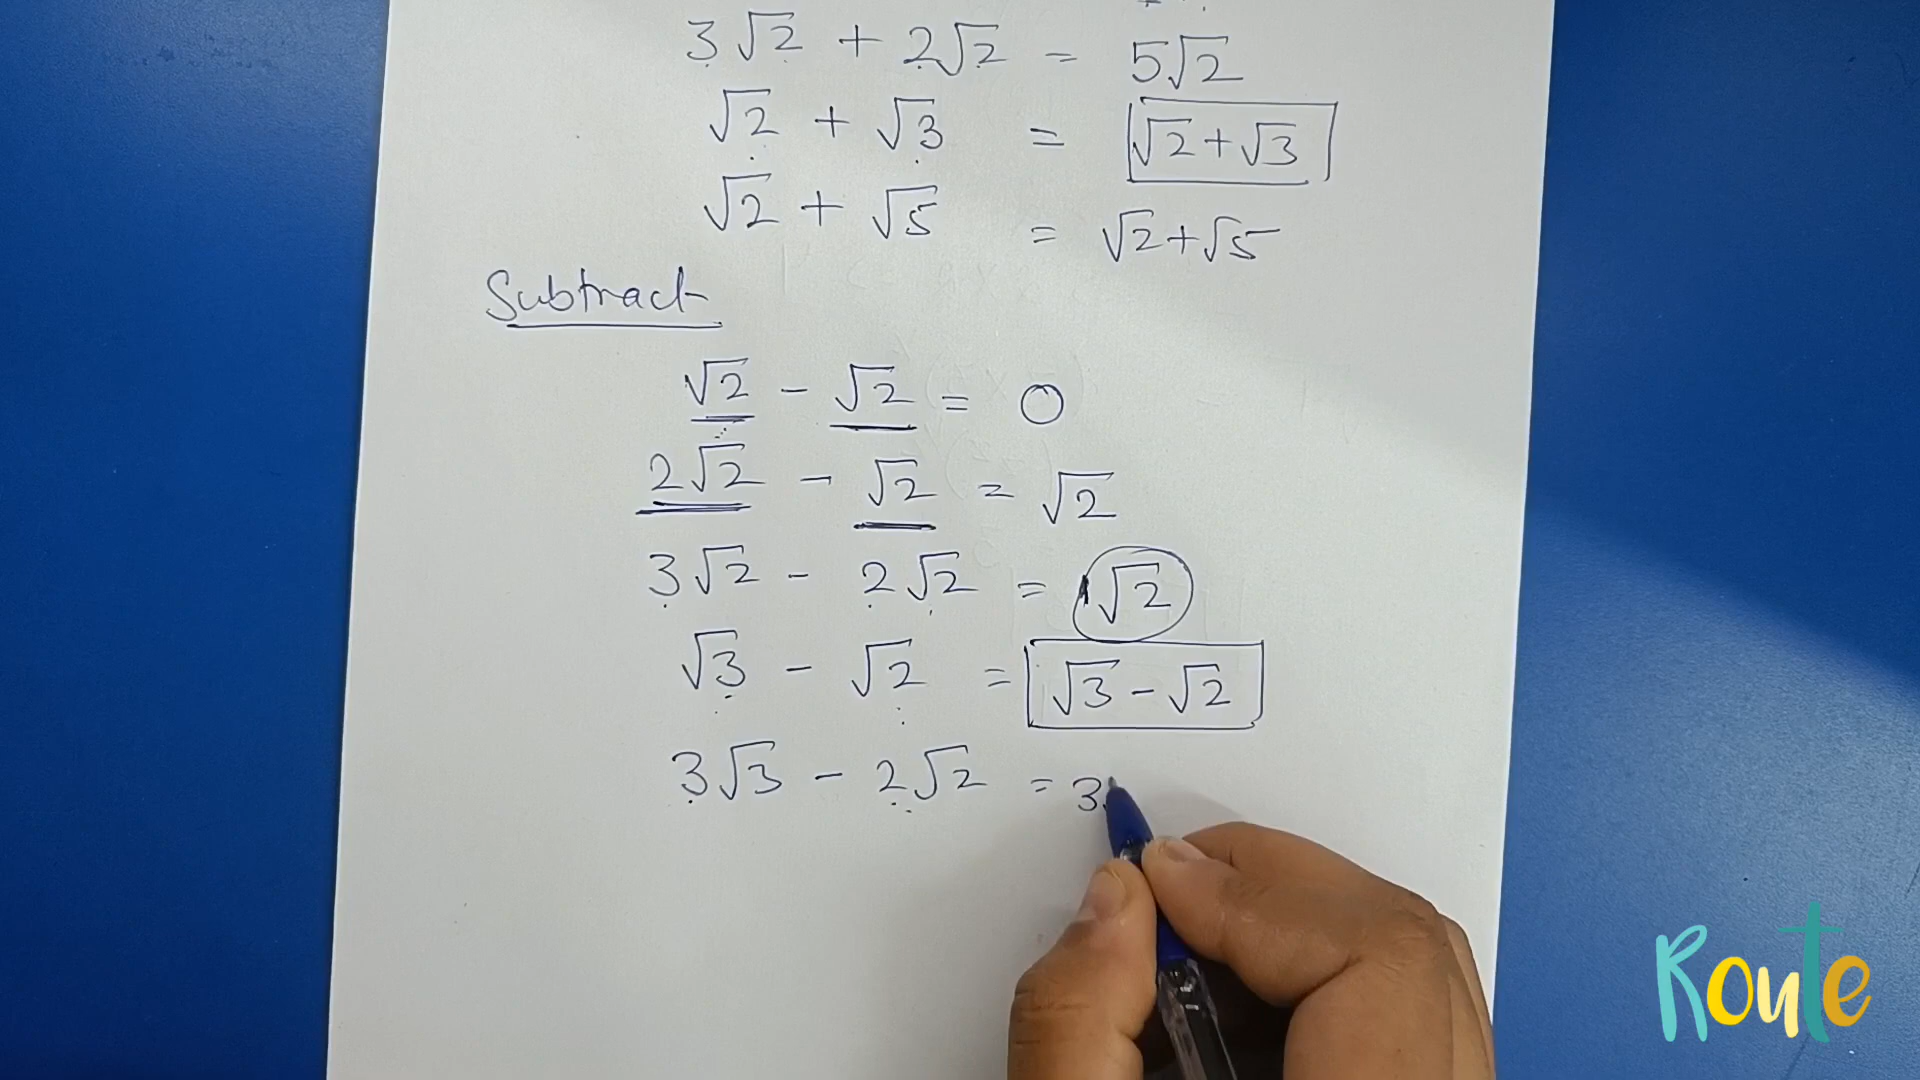 3√2 + 2√2 = 5√2
√2 + √3 = √2+√3
√2 + √5 = √2+√5
Subtract
√2 - √2 = 0
2√2 - √2 = √2
3√2 - 2√2 = 1√2
√3 - √2 = √3-√2
3√3 - 2√2 = 3
Route